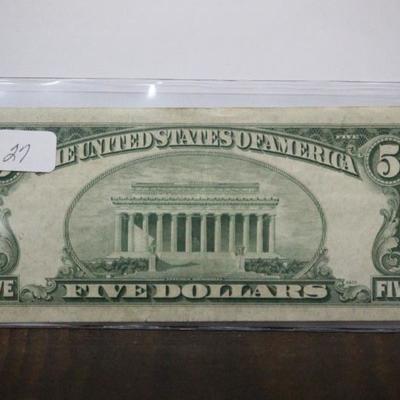 THE UNITED STATES OF AMERICA
FIVE
5
27
FIVE DOLLARS
FIVE